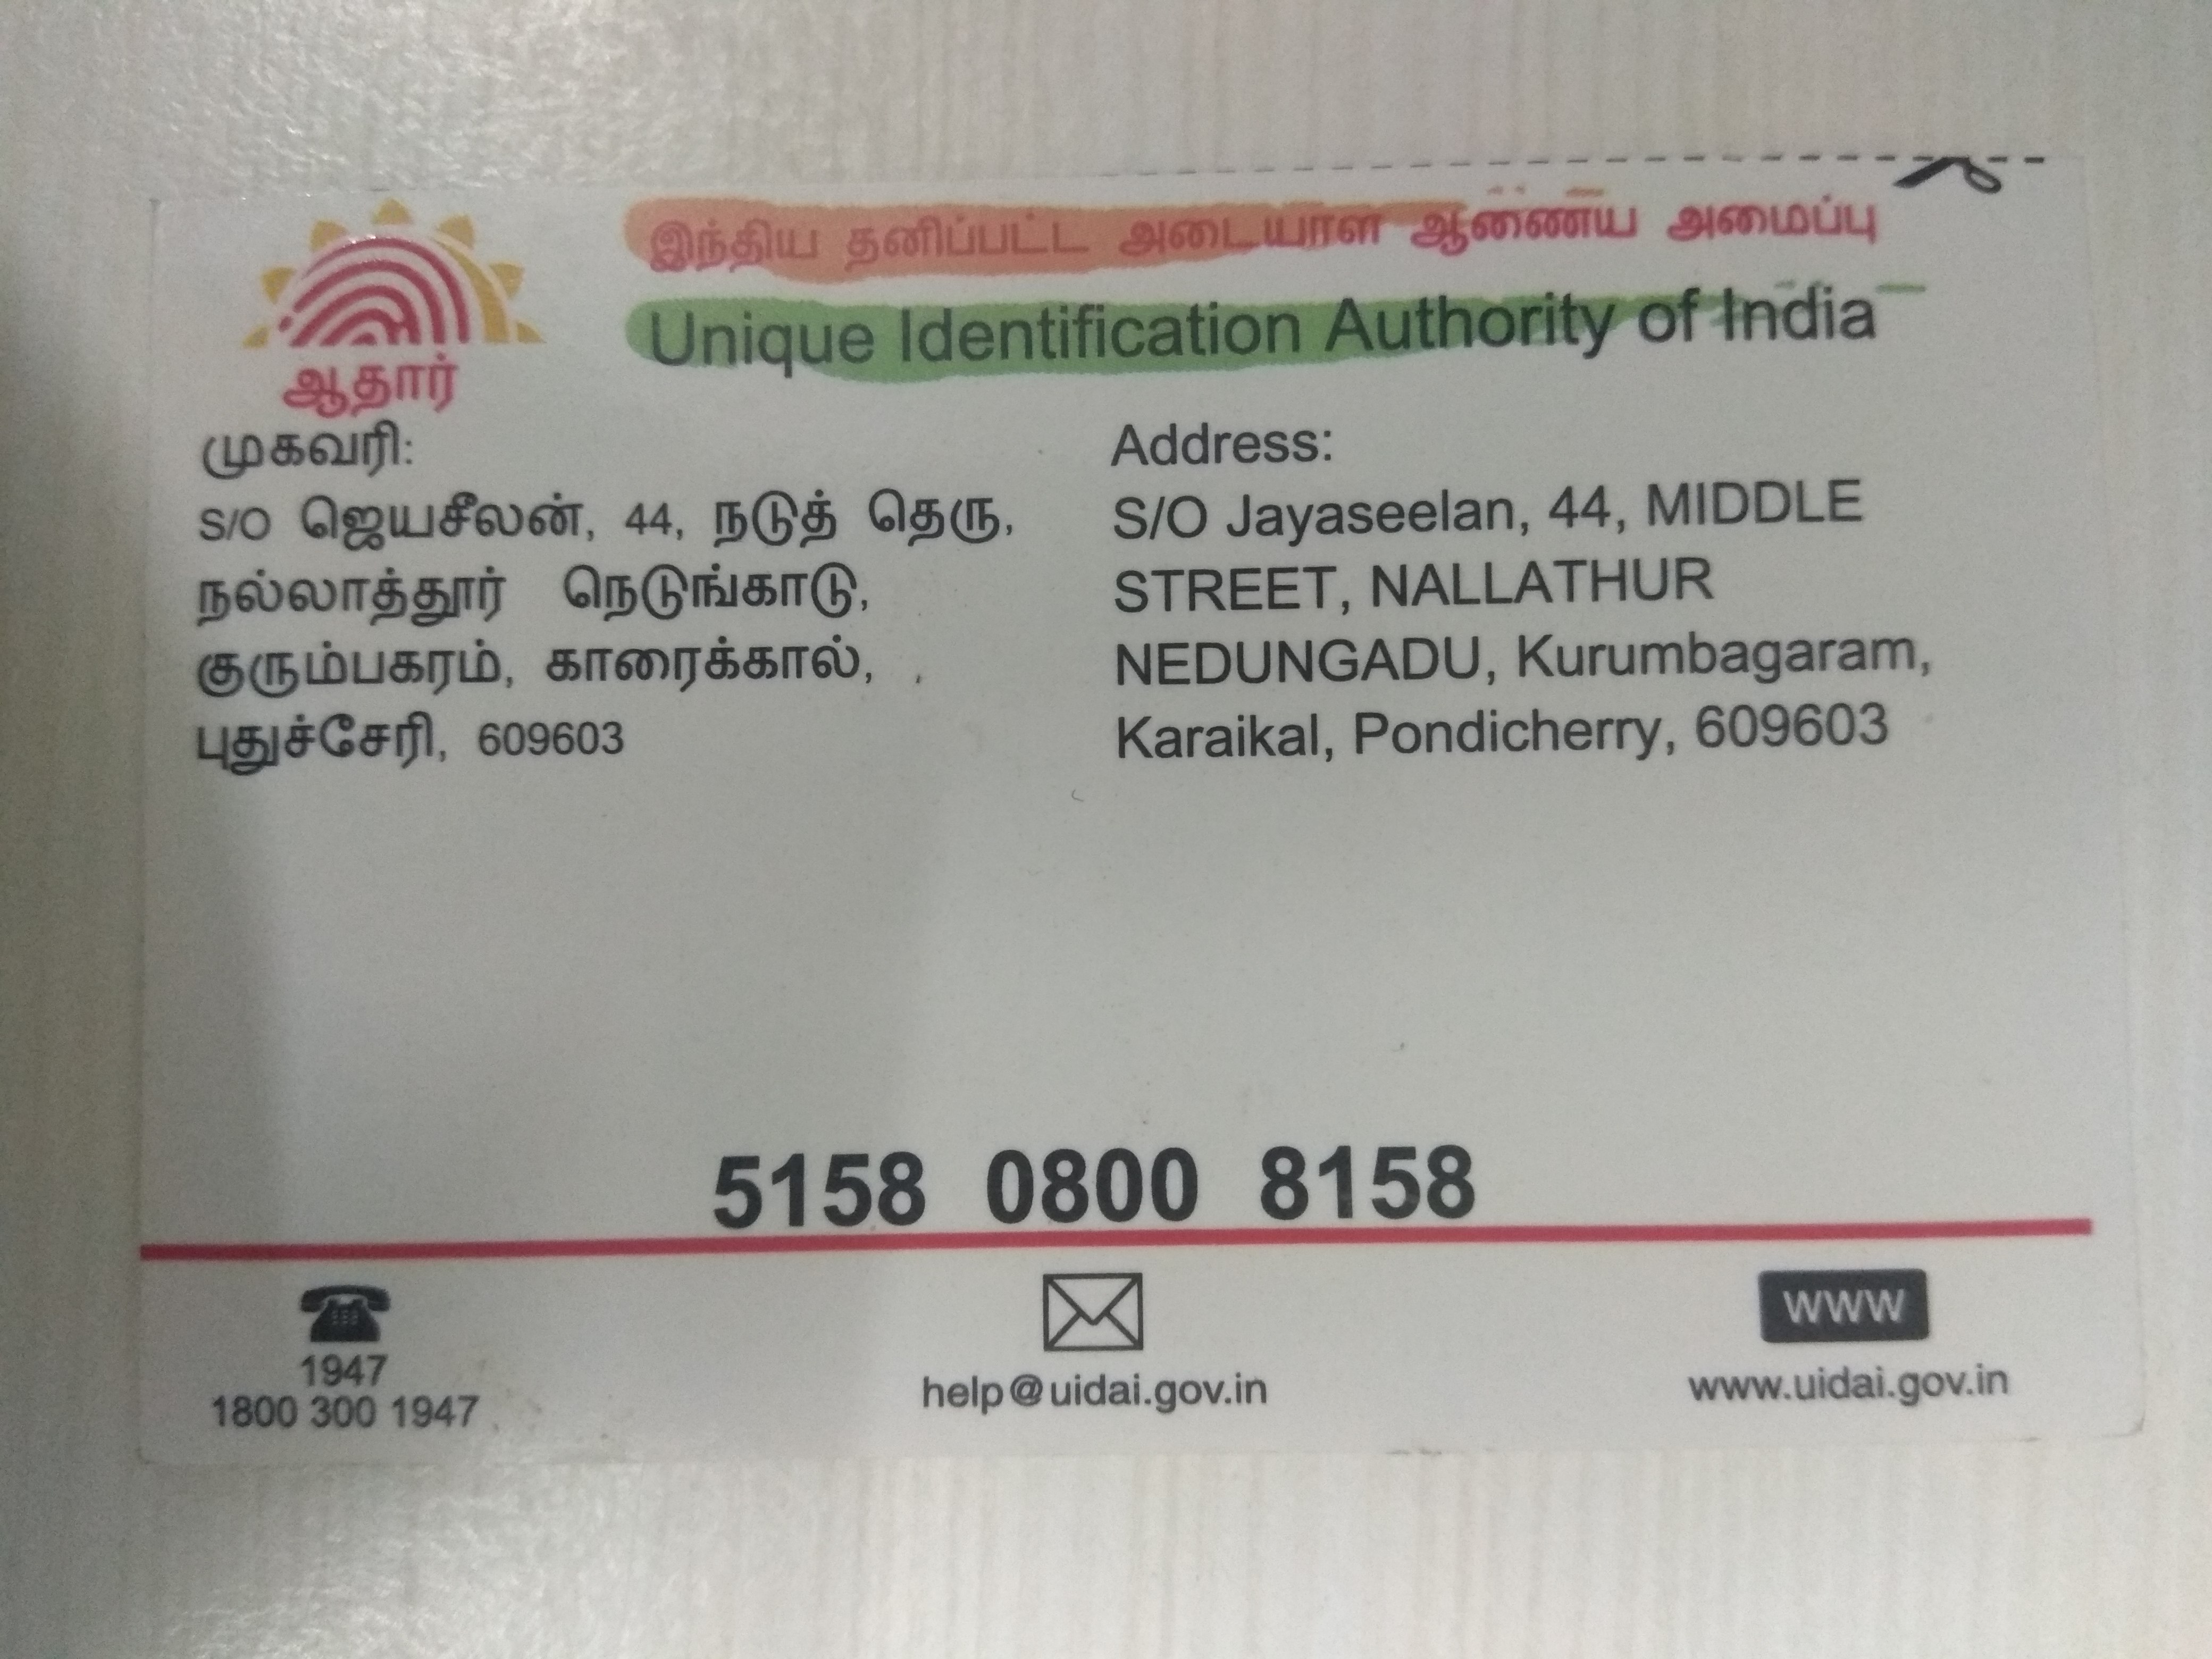 இந்திய தனிப்பட்ட அடையாள ஆணைய அமைப்பு
Unique Identification Authority of India
ஆதார்
முகவரி:
S/O ஜெயசீலன், 44, நடுத் தெரு,
நல்லாத்தூர் நெடுங்காடு,
குரும்பகரம், காரைக்கால்,
புதுச்சேரி, 609603
Address:
S/O Jayaseelan, 44, MIDDLE
STREET, NALLATHUR
NEDUNGADU, Kurumbagaram,
Karaikal, Pondicherry, 609603
5158 0800 8158
1947
1800 300 1947
help@uidai.gov.in
www
www.uidai.gov.in